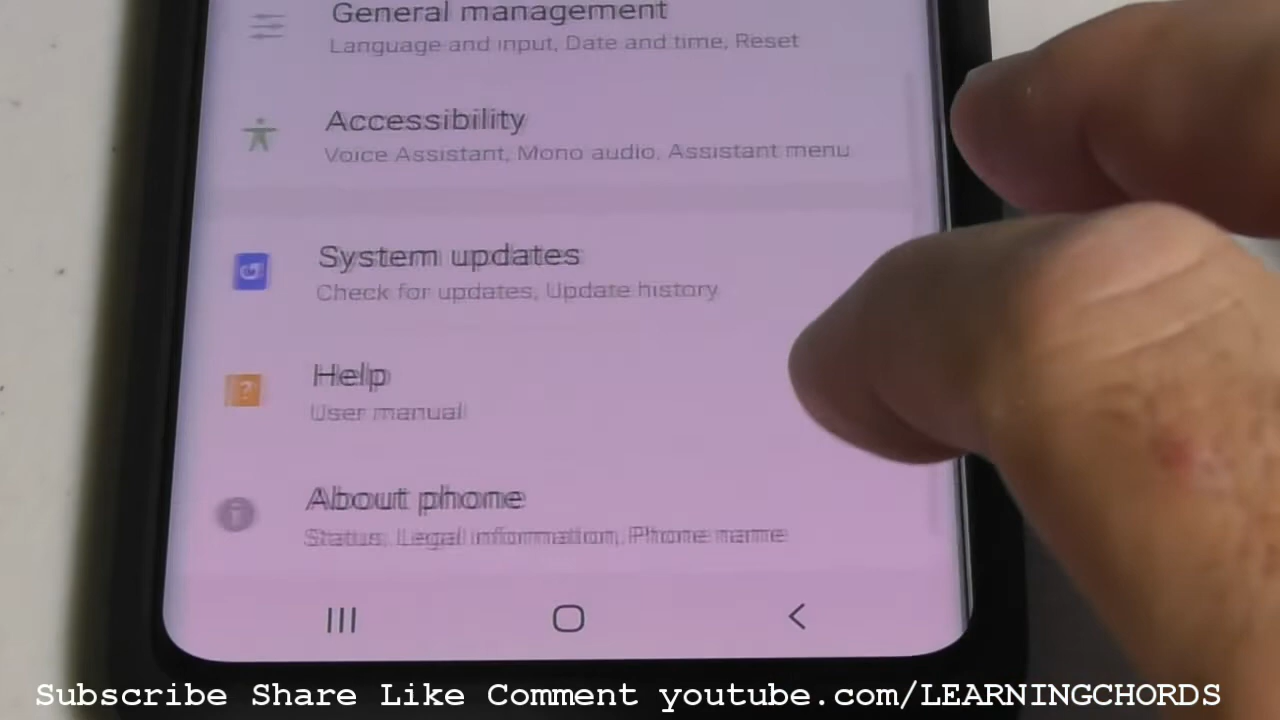 General management
Language and input, Date and time, Reset
Accessibility
Voice Assistant, Mono audio, Assistant menu
System updates
Check for updates, Update history
Help
User manual
About phone
Status, Legal information, Phone name
Subscribe Share Like Comment youtube.com/LEARNINGCHORDS